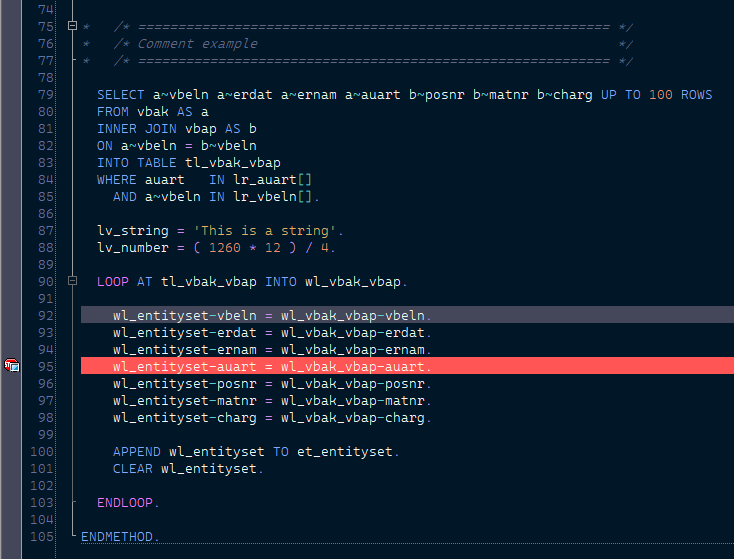 74
75 *   /* =========================================================== */
76 *   /* Comment example                                             */
77 *   /* =========================================================== */
78
79   SELECT a~vbeln a~erdat a~ernam a~auart b~posnr b~matnr b~charg UP TO 100 ROWS
80   FROM vbak AS a
81   INNER JOIN vbap AS b
82   ON a~vbeln = b~vbeln
83   INTO TABLE tl_vbak_vbap
84   WHERE auart   IN lr_auart[]
85     AND a~vbeln IN lr_vbeln[].
86
87   lv_string = 'This is a string'.
88   lv_number = ( 1260 * 12 ) / 4.
89
90   LOOP AT tl_vbak_vbap INTO wl_vbak_vbap.
91
92     wl_entityset-vbeln = wl_vbak_vbap-vbeln.
93     wl_entityset-erdat = wl_vbak_vbap-erdat.
94     wl_entityset-ernam = wl_vbak_vbap-ernam.
95     wl_entityset-auart = wl_vbak_vbap-auart.
96     wl_entityset-posnr = wl_vbak_vbap-posnr.
97     wl_entityset-matnr = wl_vbak_vbap-matnr.
98     wl_entityset-charg = wl_vbak_vbap-charg.
99
100     APPEND wl_entityset TO et_entityset.
101     CLEAR wl_entityset.
102
103   ENDLOOP.
104
105 ENDMETHOD.